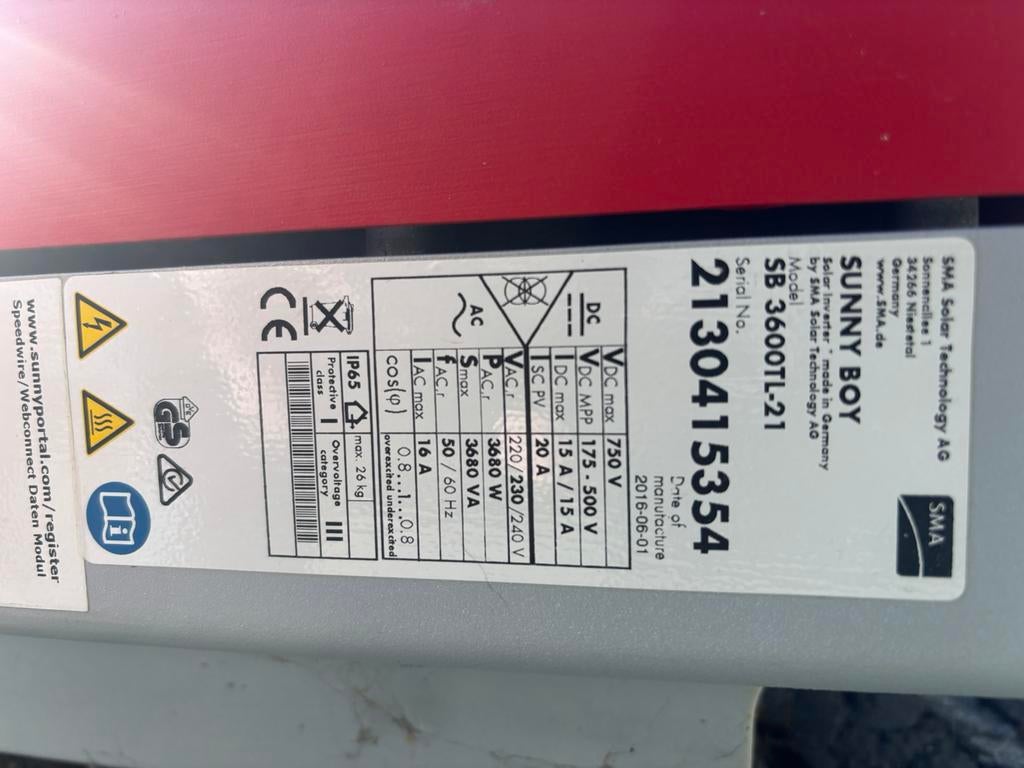 SMA Solar Technology AG
Sonnenallee 1
34266 Niestetal
Germany
www.SMA.de
SMA
SUNNY BOY
Solar Inverter * made in Germany
by SMA Solar Technology AG
Model
SB 3600TL-21
Serial No.
2130415354
Date of
manufacture
2016-06-01
DC
VDC max 750 V
VDC MPP 175 - 500 V
IDC max 15 A / 15 A
ISC PV 20 A
AC
VAC,r 220/230/240 V
PAC,r 3680 W
Smax 3680 VA
fAC,r 50 / 60 Hz
IAC max 16 A
cos(φ) 0.8...1...0.8
overexcited underexcited
IP65 max. 26 kg
Protective class I Overvoltage category III
CE
GS
www.sunnyportal.com/register
Speedwire/Webconnect Daten Modul